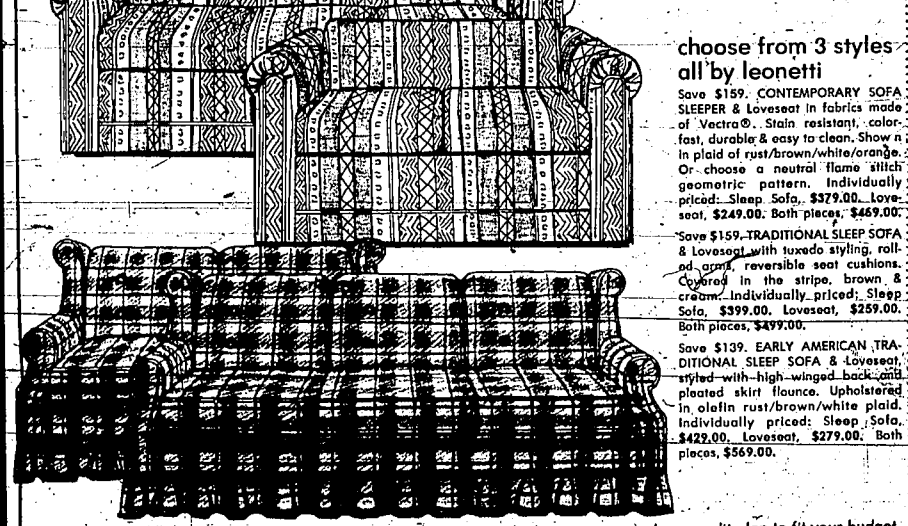 choose from 3 styles
all by leonetti
Save $159. CONTEMPORARY SOFA
SLEEPER & Loveseat in fabrics made
of Vectra®. Stain resistant, color-
fast, durable & easy to clean. Shown
in plaid of rust/brown/white/orange.
Or choose a neutral flame stitch
geometric pattern. Individually
priced: Sleep Sofa, $379.00. Love-
seat, $249.00. Both pieces, $469.00.
Save $159. TRADITIONAL SLEEP SOFA
& Loveseat with tuxedo styling, roll-
ed arms, reversible seat cushions.
Covered in the stripe, brown &
cream. Individually priced: Sleep
Sofa, $399.00. Loveseat, $259.00.
Both pieces, $499.00.
Save $139. EARLY AMERICAN TRA-
DITIONAL SLEEP SOFA & Loveseat,
styled with high winged back and
pleated skirt flounce. Upholstered
in olefin rust/brown/white plaid.
Individually priced: Sleep Sofa,
$429.00. Loveseat, $279.00. Both
pieces, $569.00.
to fit your budget